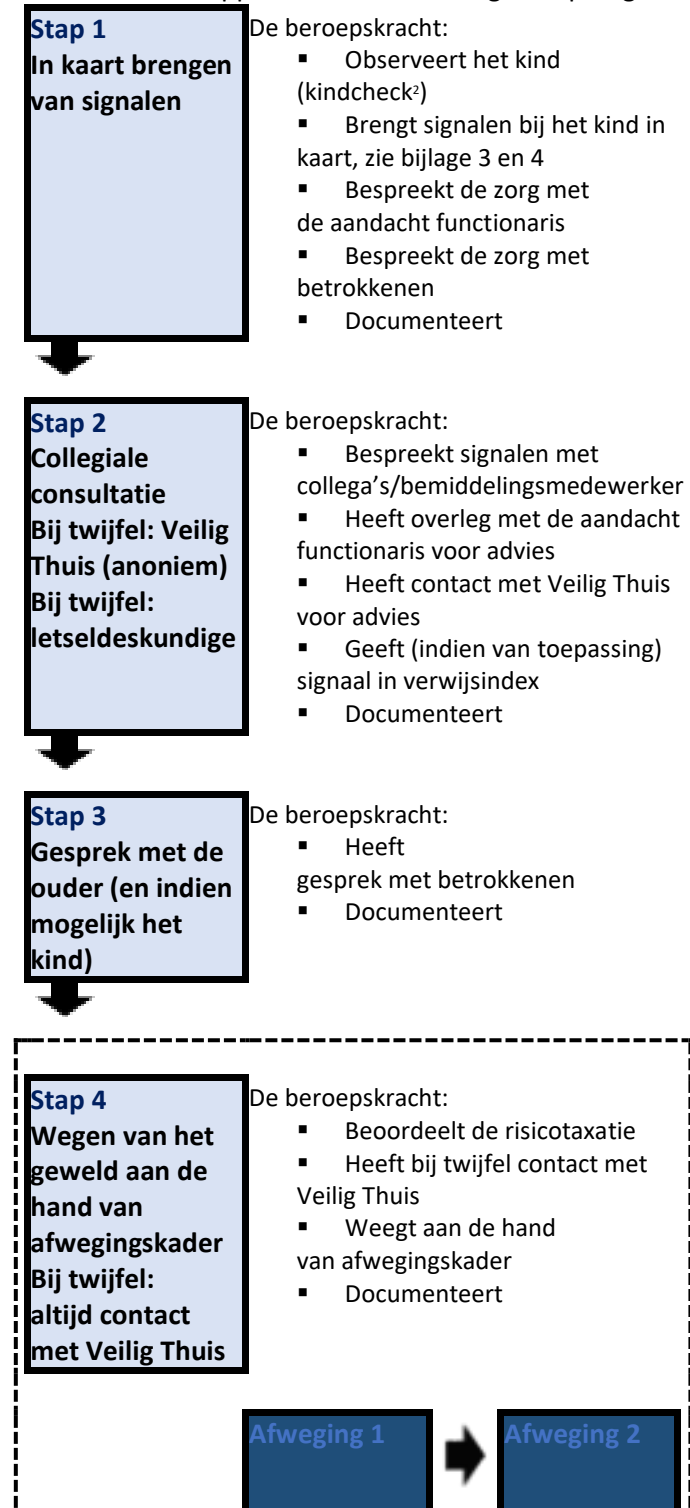 Stap 1
In kaart brengen
van signalen
De beroepskracht:
▪ Observeert het kind
(kindcheck²)
▪ Brengt signalen bij het kind in
kaart, zie bijlage 3 en 4
▪ Bespreekt de zorg met
de aandacht functionaris
▪ Bespreekt de zorg met
betrokkenen
▪ Documenteert
Stap 2
Collegiale
consultatie
Bij twijfel: Veilig
Thuis (anoniem)
Bij twijfel:
letseldeskundige
De beroepskracht:
▪ Bespreekt signalen met
collega’s/bemiddelingsmedewerker
▪ Heeft overleg met de aandacht
functionaris voor advies
▪ Heeft contact met Veilig Thuis
voor advies
▪ Geeft (indien van toepassing)
signaal in verwijsindex
▪ Documenteert
Stap 3
Gesprek met de
ouder (en indien
mogelijk het
kind)
De beroepskracht:
▪ Heeft
gesprek met betrokkenen
▪ Documenteert
Stap 4
Wegen van het
geweld aan de
hand van
afwegingskader
Bij twijfel:
altijd contact
met Veilig Thuis
De beroepskracht:
▪ Beoordeelt de risicotaxatie
▪ Heeft bij twijfel contact met
Veilig Thuis
▪ Weegt aan de hand
van afwegingskader
▪ Documenteert
Afweging 1
Afweging 2